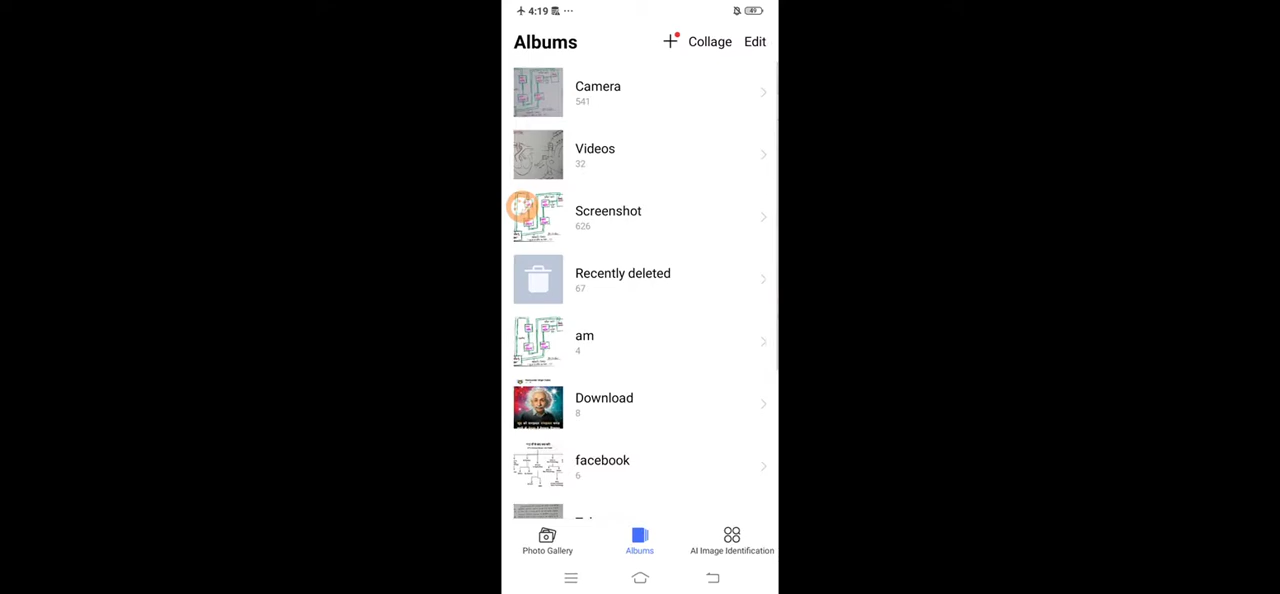 4:19 ... 49
Albums + Collage Edit
Camera
541
Videos
32
Screenshot
626
Recently deleted
67
am
4
Download
8
facebook
6
Photo Gallery Albums AI Image Identification